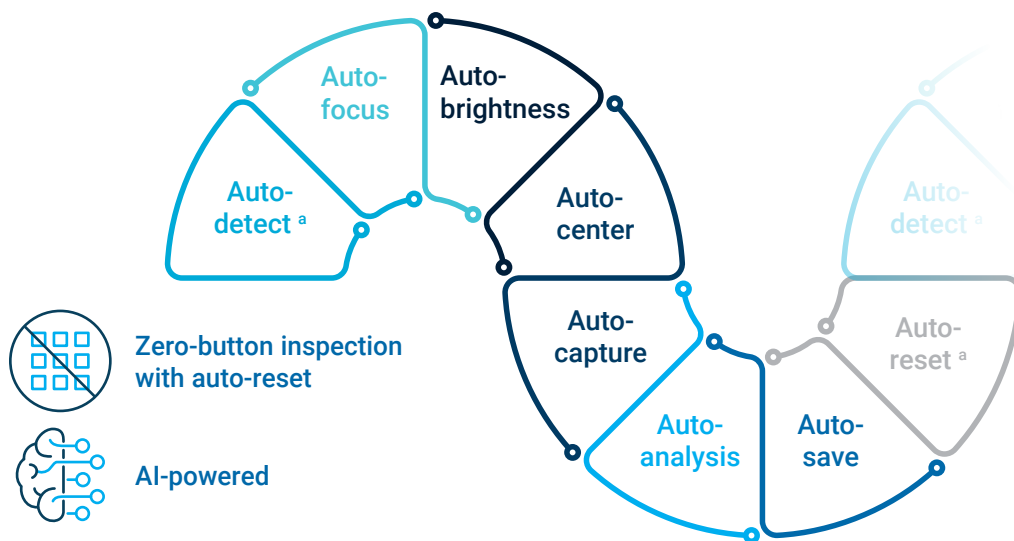 Auto-
detect ᵃ
Auto-
focus
Auto-
brightness
Auto-
center
Auto-
capture
Auto-
analysis
Auto-
save
Auto-
reset ᵃ
Auto-
detect ᵃ
Zero-button inspection
with auto-reset
AI-powered